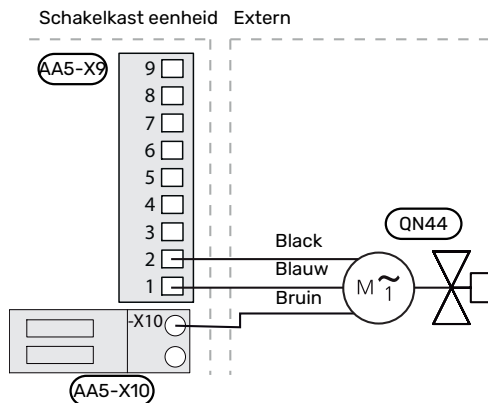 Schakelkast eenheid Extern
AA5-X9
9
8
7
6
5
4
3
2
1
Black
Blauw
Bruin
QN44
M ~ 1
-X10
AA5-X10